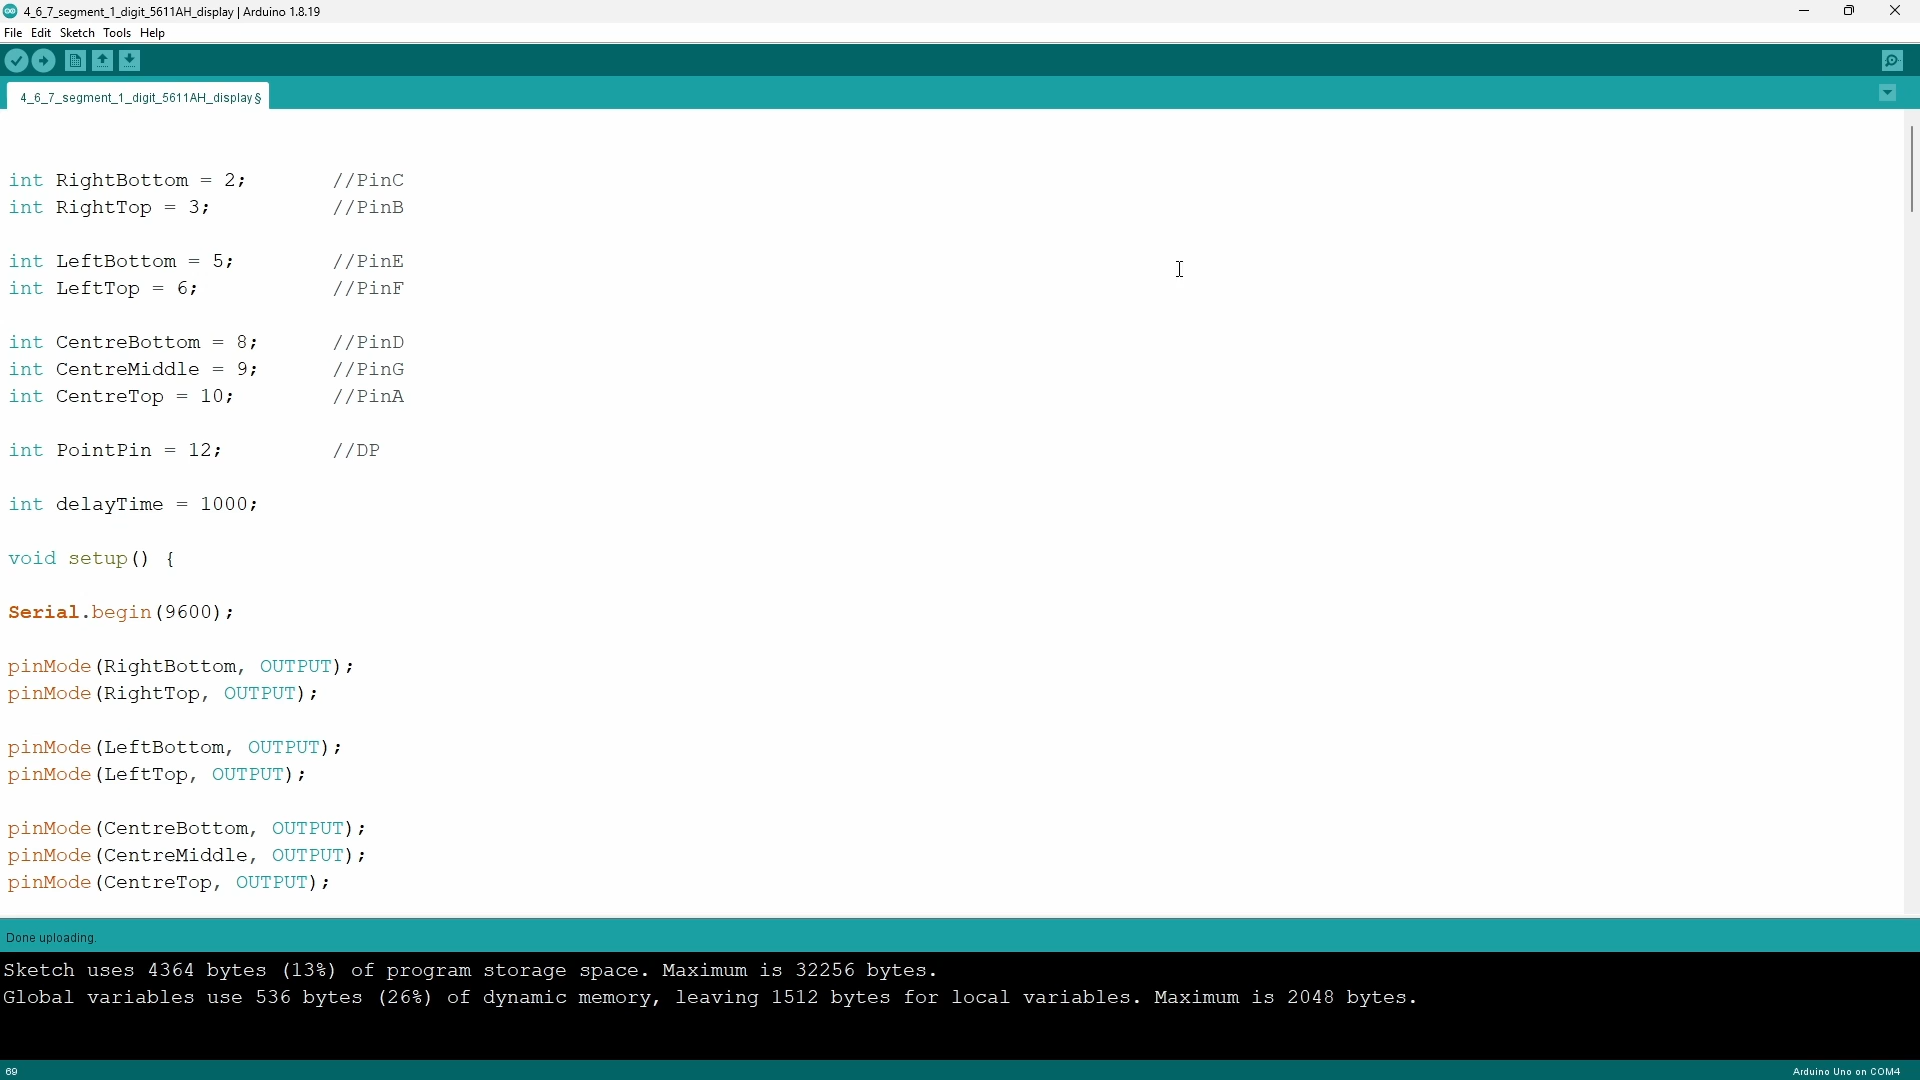 4_6_7_segment_1_digit_5611AH_display | Arduino 1.8.19
File Edit Sketch Tools Help
4_6_7_segment_1_digit_5611AH_display §
int RightBottom = 2; //PinC
int RightTop = 3; //PinB
int LeftBottom = 5; //PinE
int LeftTop = 6; //PinF
int CentreBottom = 8; //PinD
int CentreMiddle = 9; //PinG
int CentreTop = 10; //PinA
int PointPin = 12; //DP
int delayTime = 1000;
void setup() {
Serial.begin(9600);
pinMode(RightBottom, OUTPUT);
pinMode(RightTop, OUTPUT);
pinMode(LeftBottom, OUTPUT);
pinMode(LeftTop, OUTPUT);
pinMode(CentreBottom, OUTPUT);
pinMode(CentreMiddle, OUTPUT);
pinMode(CentreTop, OUTPUT);
Done uploading.
Sketch uses 4364 bytes (13%) of program storage space. Maximum is 32256 bytes.
Global variables use 536 bytes (26%) of dynamic memory, leaving 1512 bytes for local variables. Maximum is 2048 bytes.
69 Arduino Uno on COM4